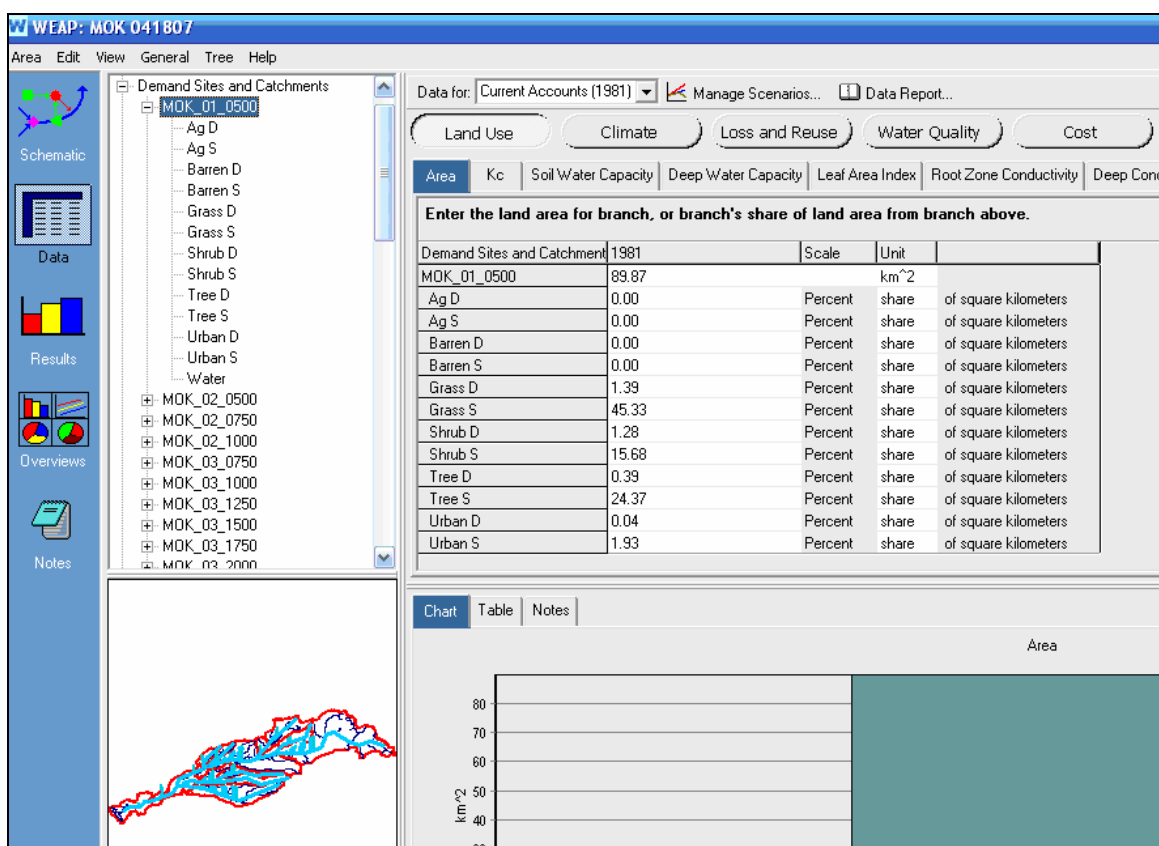 WEAP: MOK 041807
Area Edit View General Tree Help
Schematic
Data
Results
Overviews
Notes
Demand Sites and Catchments
MOK_01_0500
Ag D
Ag S
Barren D
Barren S
Grass D
Grass S
Shrub D
Shrub S
Tree D
Tree S
Urban D
Urban S
Water
MOK_02_0500
MOK_02_0750
MOK_02_1000
MOK_03_0750
MOK_03_1000
MOK_03_1250
MOK_03_1500
MOK_03_1750
MOK_03_2000
Data for: Current Accounts (1981) Manage Scenarios... Data Report...
Land Use Climate Loss and Reuse Water Quality Cost
Area Kc Soil Water Capacity Deep Water Capacity Leaf Area Index Root Zone Conductivity Deep Con
Enter the land area for branch, or branch's share of land area from branch above.
Demand Sites and Catchment 1981 Scale Unit
MOK_01_0500 89.87 km^2
Ag D 0.00 Percent share of square kilometers
Ag S 0.00 Percent share of square kilometers
Barren D 0.00 Percent share of square kilometers
Barren S 0.00 Percent share of square kilometers
Grass D 1.39 Percent share of square kilometers
Grass S 45.33 Percent share of square kilometers
Shrub D 1.28 Percent share of square kilometers
Shrub S 15.68 Percent share of square kilometers
Tree D 0.39 Percent share of square kilometers
Tree S 24.37 Percent share of square kilometers
Urban D 0.04 Percent share of square kilometers
Urban S 1.93 Percent share of square kilometers
Chart Table Notes
Area
80
70
60
50
40
km^2